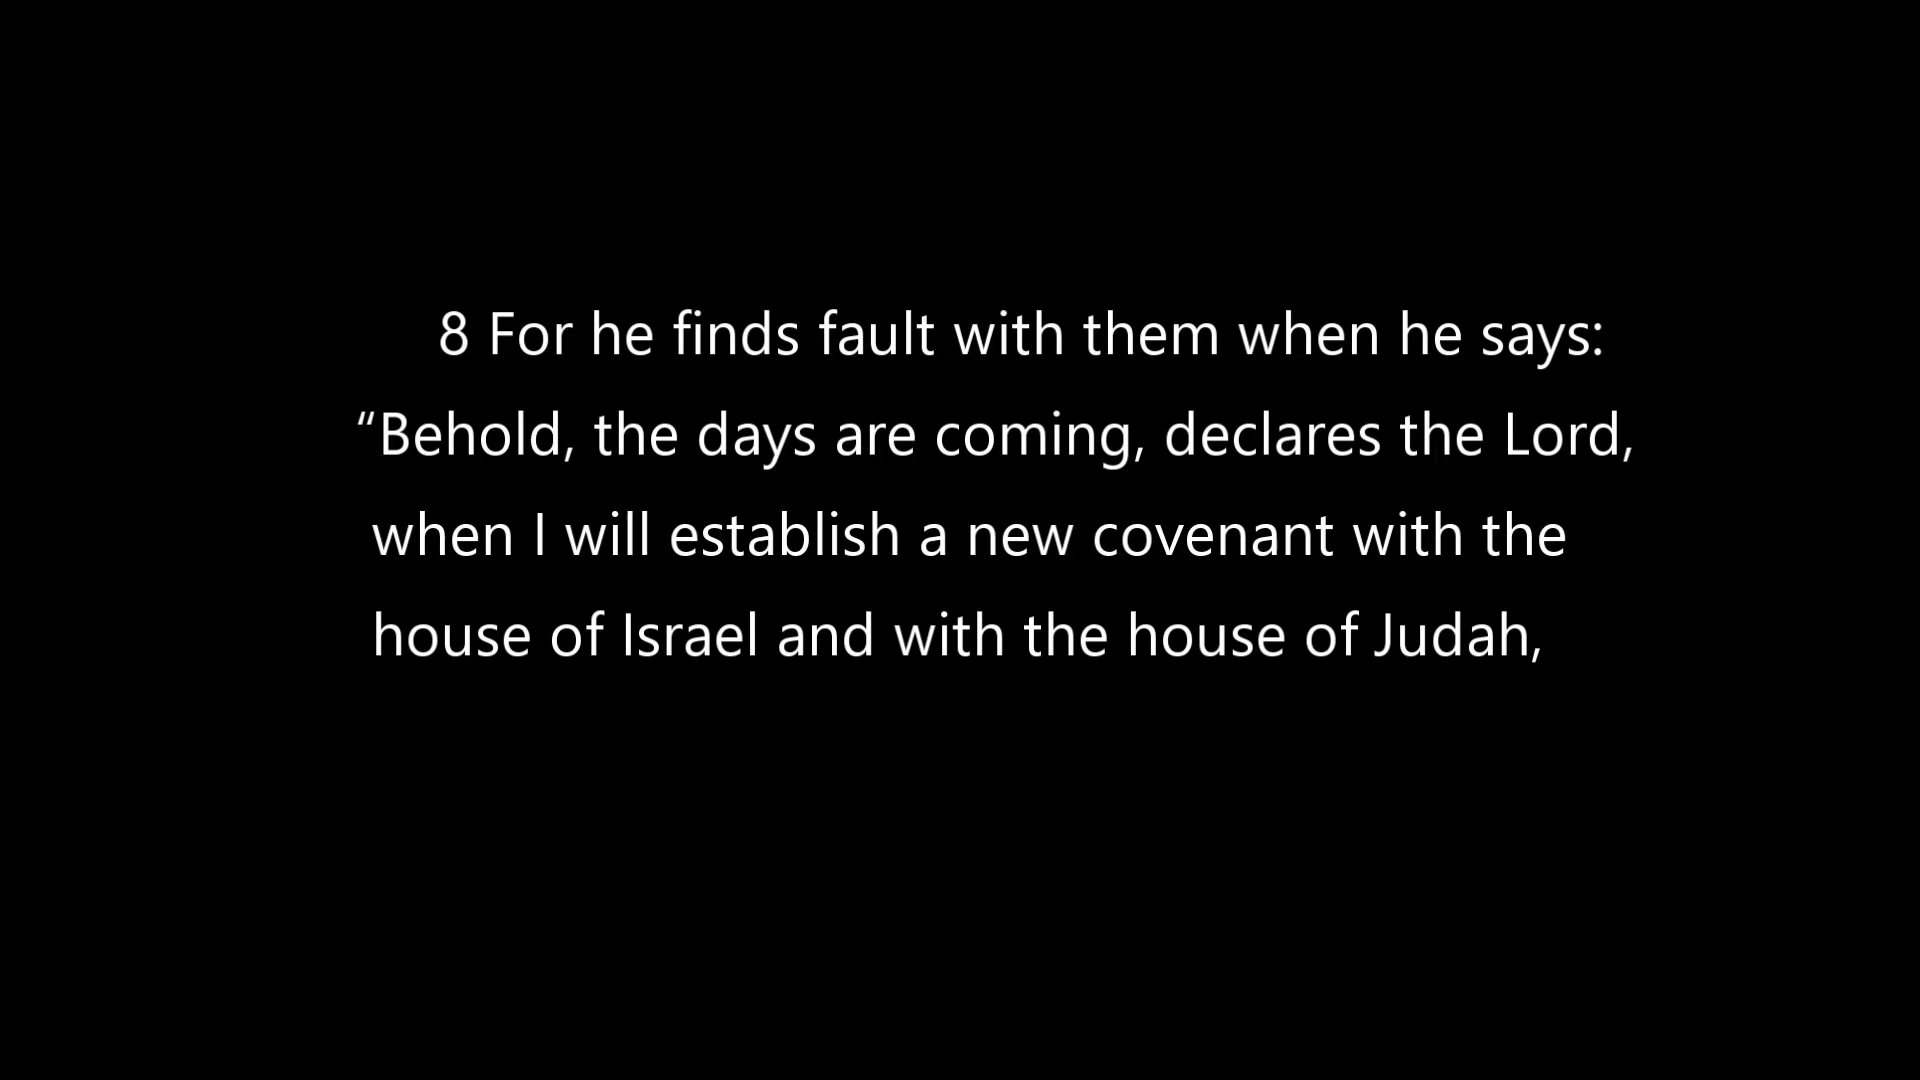 8 For he finds fault with them when he says:
“Behold, the days are coming, declares the Lord,
when I will establish a new covenant with the
house of Israel and with the house of Judah,